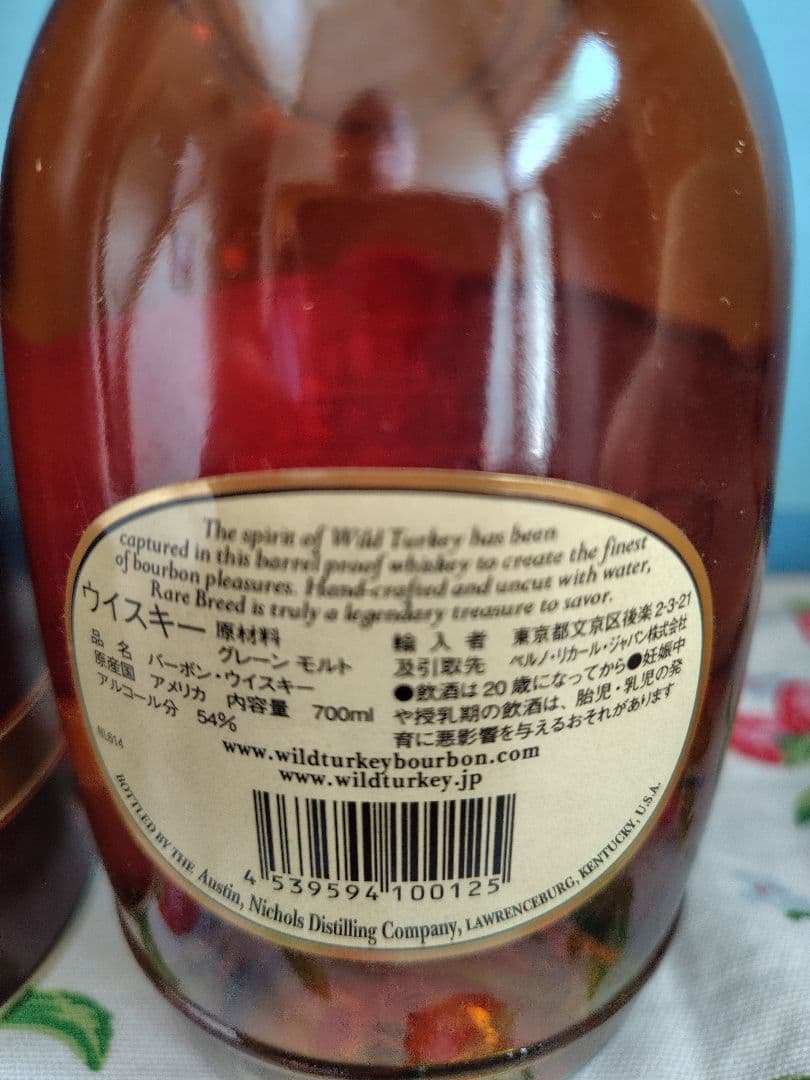 The spirit of Wild Turkey has been
captured in this barrel proof whiskey to create the finest
of bourbon pleasures. Hand-crafted and uncut with water,
Rare Breed is truly a legendary treasure to savor.
ウイスキー 原材料
グレーン モルト
品名 バーボン・ウイスキー
原産国 アメリカ 内容量 700ml
アルコール分 54%
輸入者 東京都文京区後楽2-3-21
及引取先 ペルノ・リカール・ジャパン株式会社
●飲酒は20歳になってから●妊娠中
や授乳期の飲酒は、胎児・乳児の発
育に悪影響を与えるおそれがあります
www.wildturkeybourbon.com
www.wildturkey.jp
4 539594 100125
BOTTLED BY THE Austin, Nichols Distilling Company, LAWRENCEBURG, KENTUCKY, U.S.A.